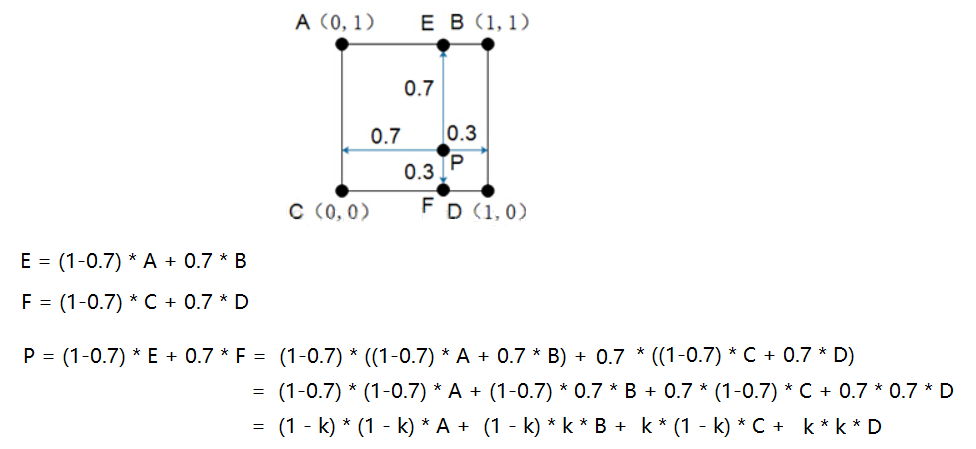 A (0, 1) E B (1, 1)
0.7
0.7 0.3
0.3 P
C (0, 0) F D (1, 0)
E = (1-0.7) * A + 0.7 * B
F = (1-0.7) * C + 0.7 * D
P = (1-0.7) * E + 0.7 * F = (1-0.7) * ((1-0.7) * A + 0.7 * B) + 0.7 * ((1-0.7) * C + 0.7 * D)
= (1-0.7) * (1-0.7) * A + (1-0.7) * 0.7 * B + 0.7 * (1-0.7) * C + 0.7 * 0.7 * D
= (1 - k) * (1 - k) * A + (1 - k) * k * B + k * (1 - k) * C + k * k * D